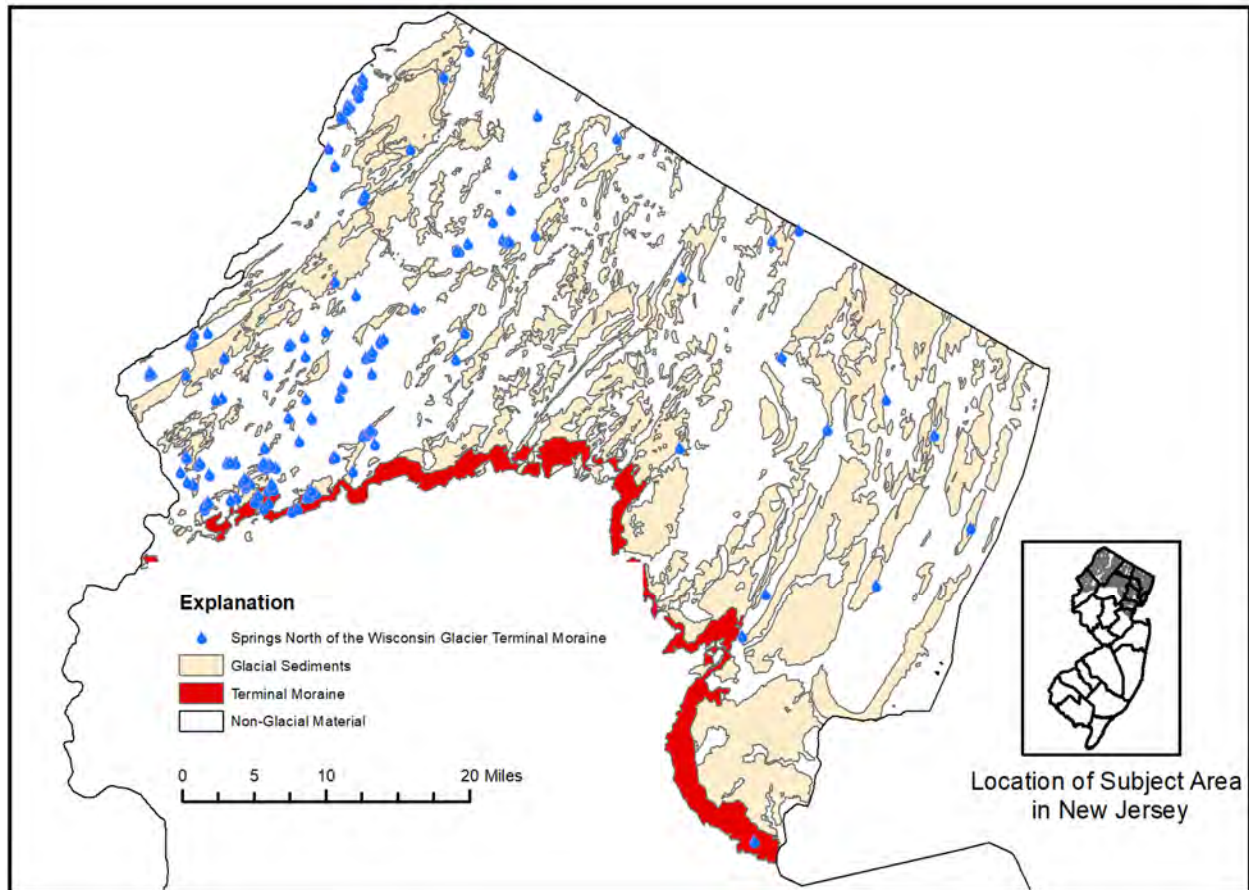 Explanation
Springs North of the Wisconsin Glacier Terminal Moraine
Glacial Sediments
Terminal Moraine
Non-Glacial Material
0 5 10 20 Miles
Location of Subject Area
in New Jersey